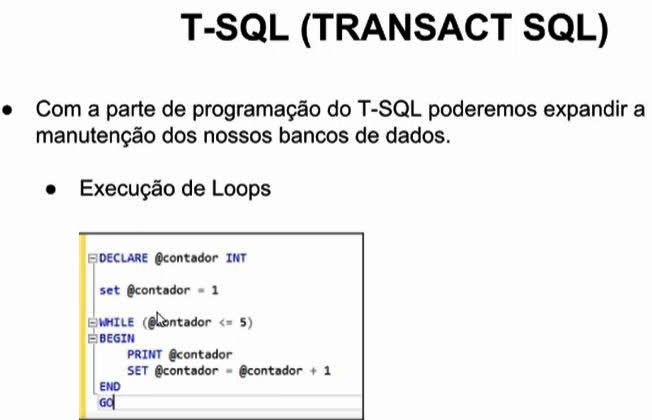 T-SQL (TRANSACT SQL)
Com a parte de programação do T-SQL poderemos expandir a
manutenção dos nossos bancos de dados.
Execução de Loops
DECLARE @contador INT
set @contador = 1
WHILE (@contador <= 5)
BEGIN
PRINT @contador
SET @contador = @contador + 1
END
GO